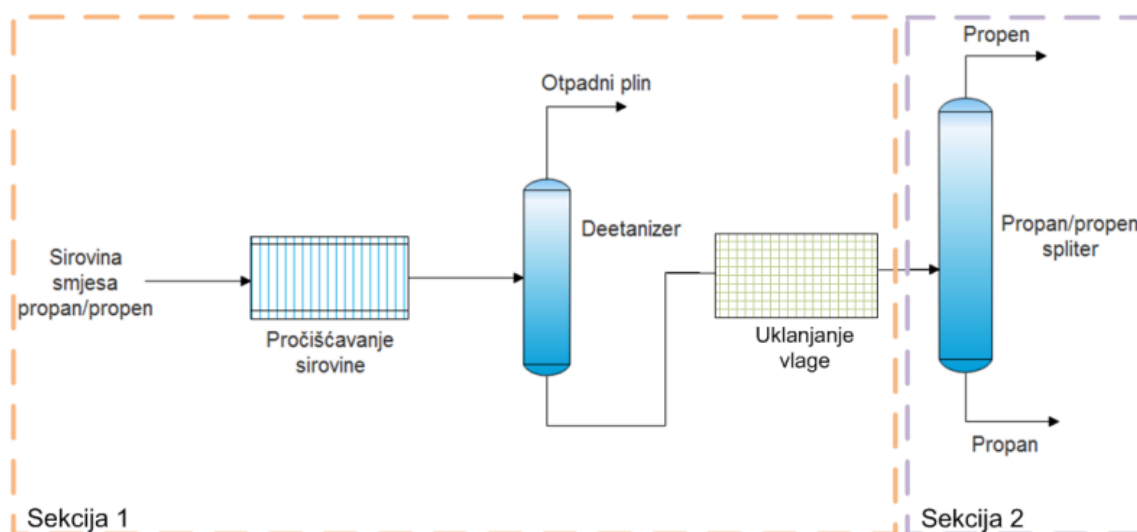 Sirovina
smjesa
propan/propen
Pročišćavanje
sirovine
Otpadni plin
Deetanizer
Uklanjanje
vlage
Sekcija 1
Propen
Propan/propen
spliter
Propan
Sekcija 2